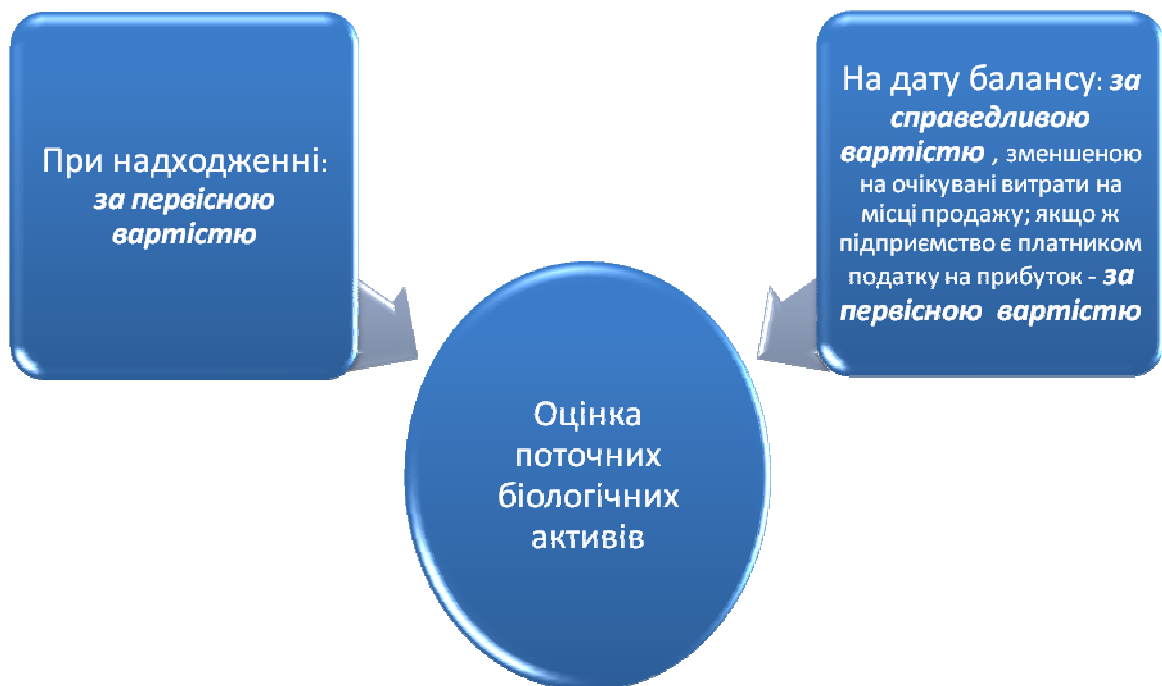 При надходженні:
за первісною
вартістю
На дату балансу: за
справедливою
вартістю , зменшеною
на очікувані витрати на
місці продажу; якщо ж
підприємство є платником
податку на прибуток - за
первісною вартістю
Оцінка
поточних
біологічних
активів